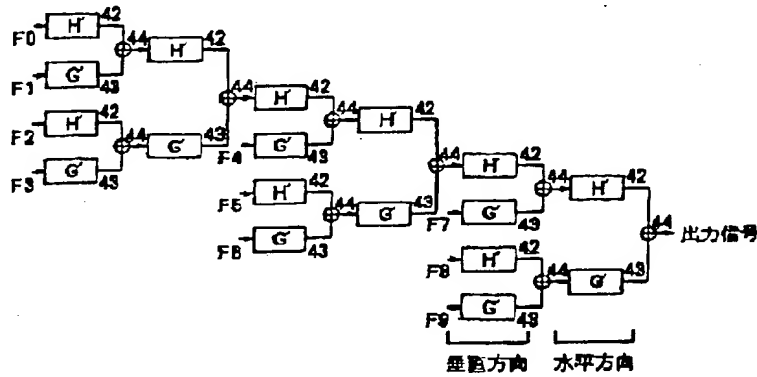 F0 H' 42 44 H' 42
F1 G' 43
F2 H' 42 44 G' 43
F3 G' 43
44 H' 42 44 H' 42
F4 G' 43
F5 H' 42 44 G' 43
F6 G' 43
44 H' 42 44 H' 42
F7 G' 43
44 出力信号
F8 H' 42 44 G' 43
F9 G' 43
垂直方向 水平方向